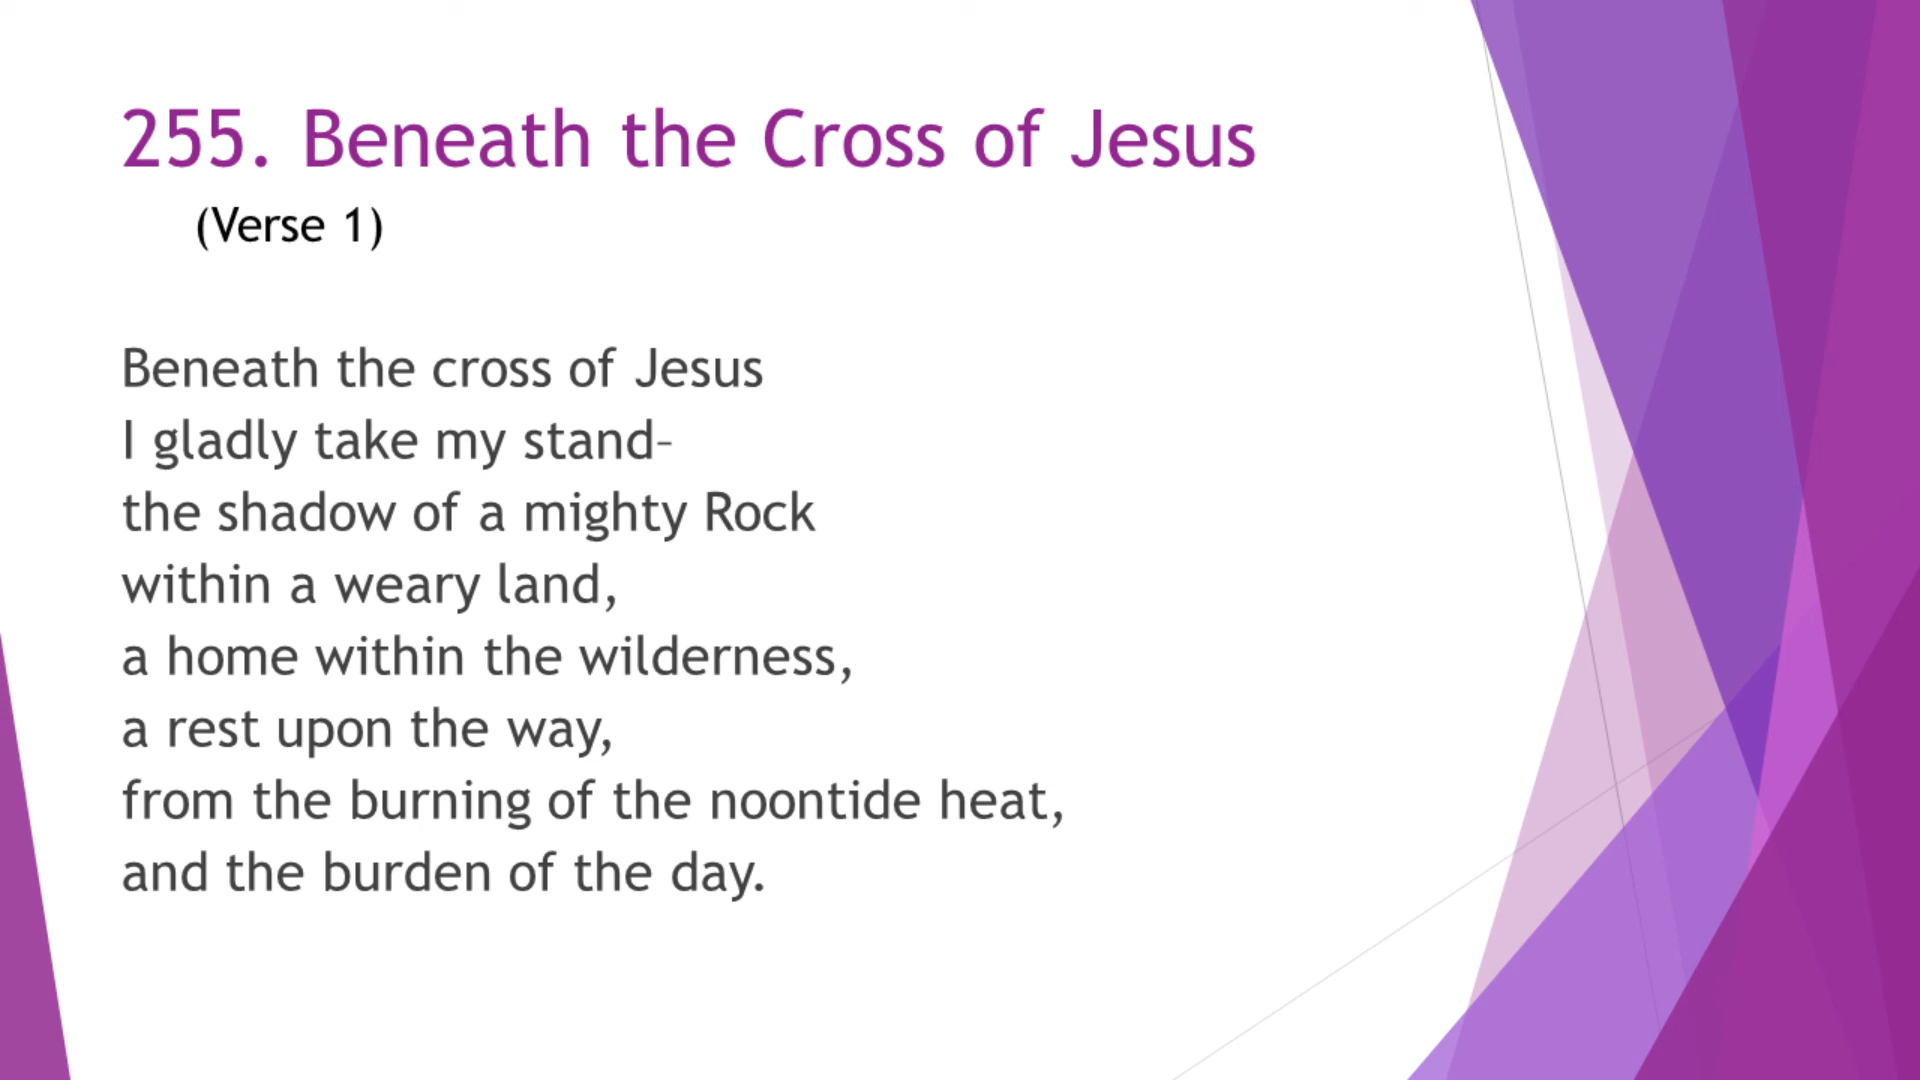 255. Beneath the Cross of Jesus
(Verse 1)
Beneath the cross of Jesus
I gladly take my stand–
the shadow of a mighty Rock
within a weary land,
a home within the wilderness,
a rest upon the way,
from the burning of the noontide heat,
and the burden of the day.